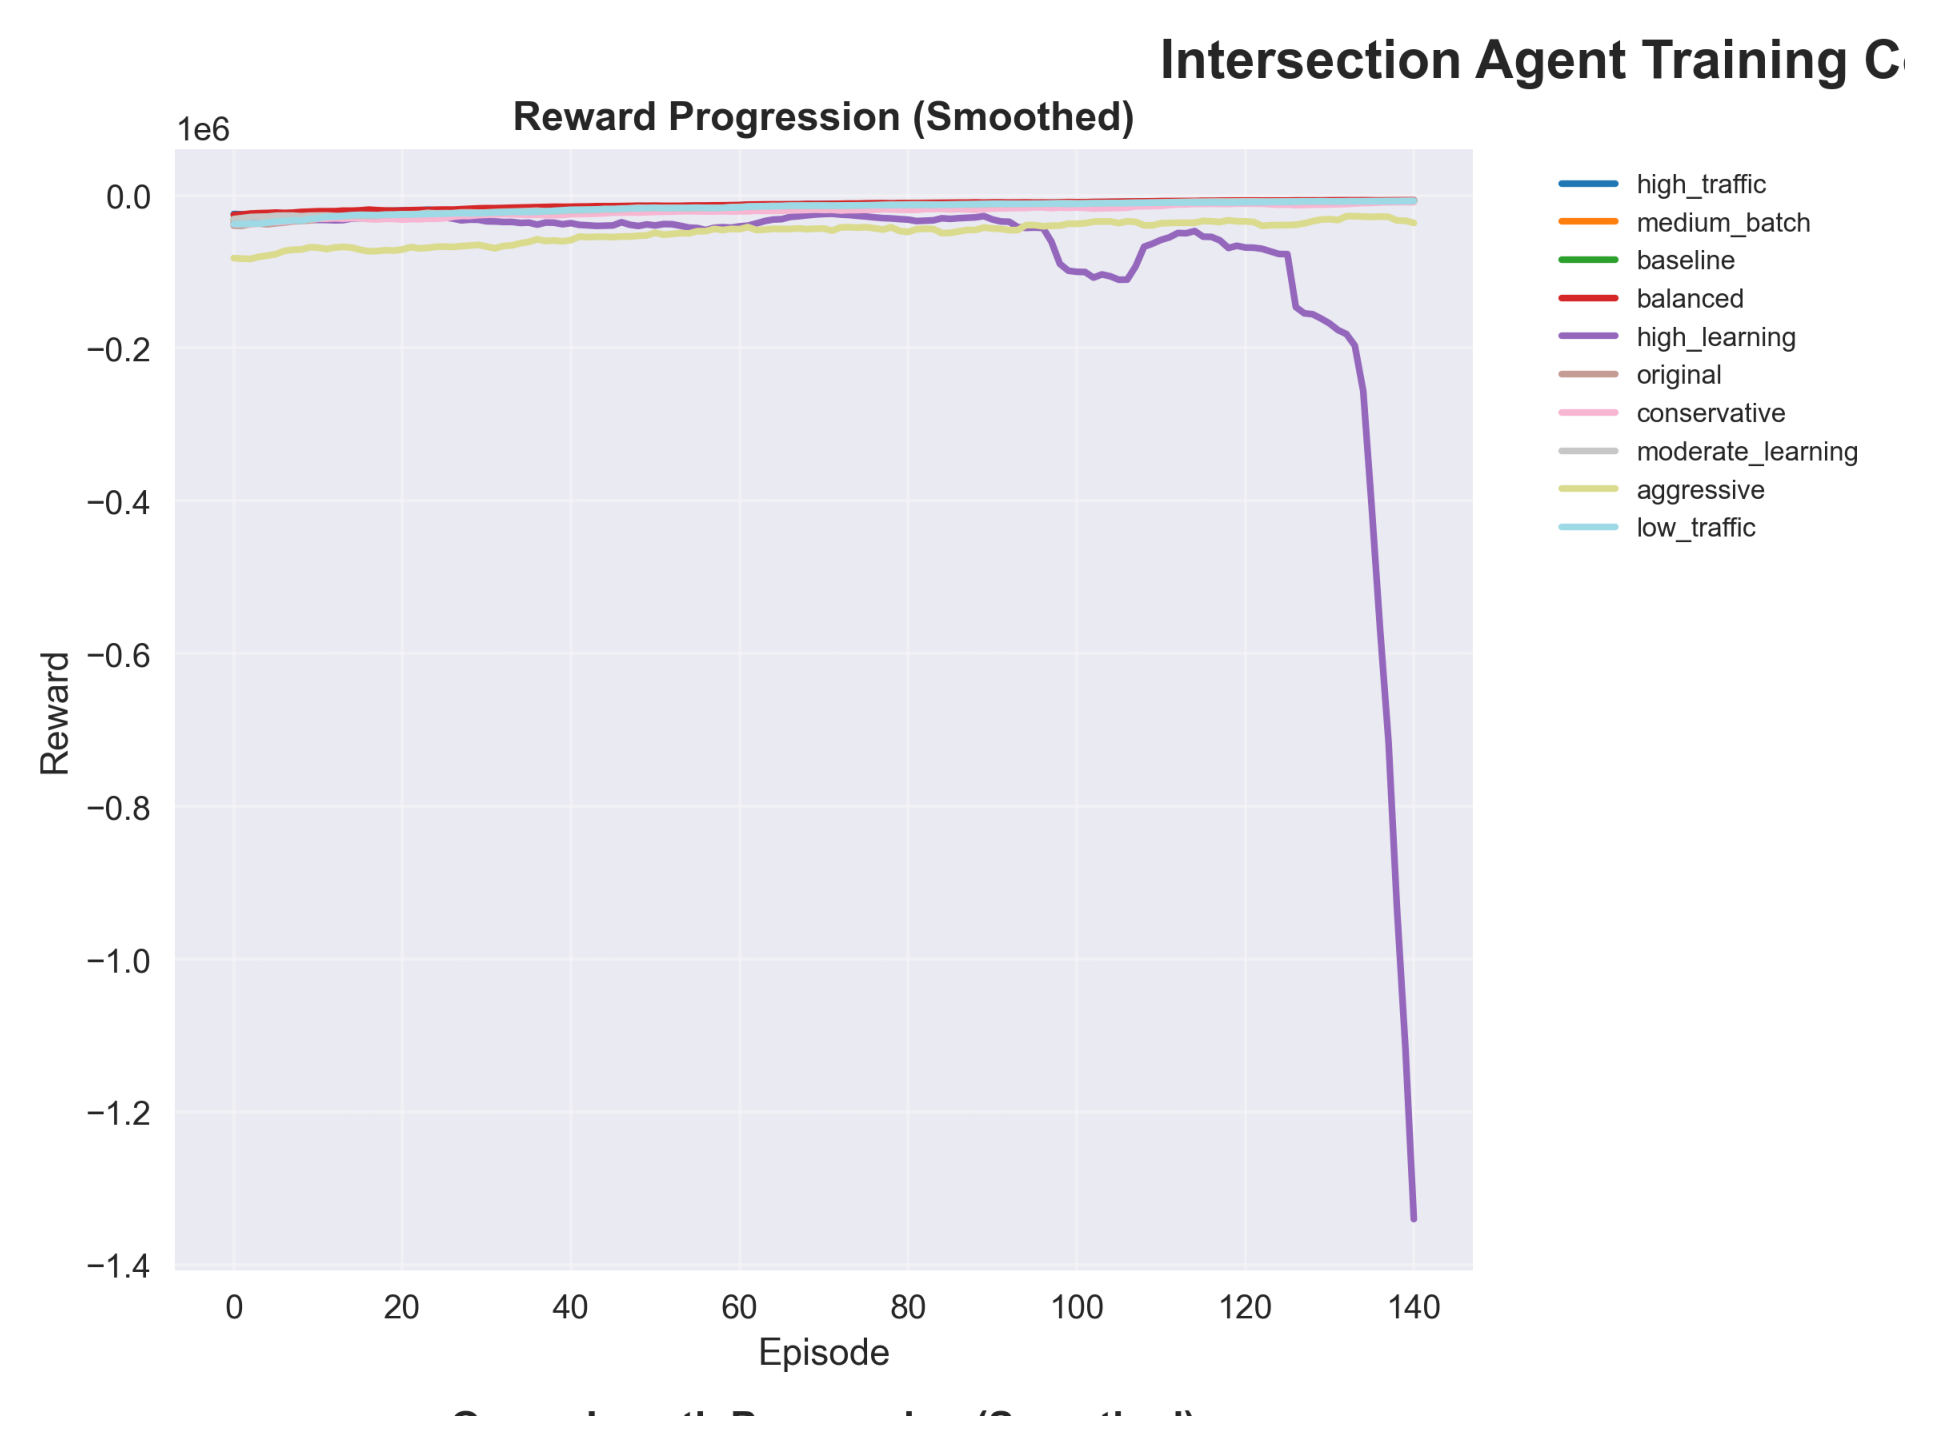 Intersection Agent Training
Reward Progression (Smoothed)
1e6
0.0
−0.2
−0.4
−0.6
−0.8
−1.0
−1.2
−1.4
Reward
0 20 40 60 80 100 120 140
Episode
high_traffic
medium_batch
baseline
balanced
high_learning
original
conservative
moderate_learning
aggressive
low_traffic